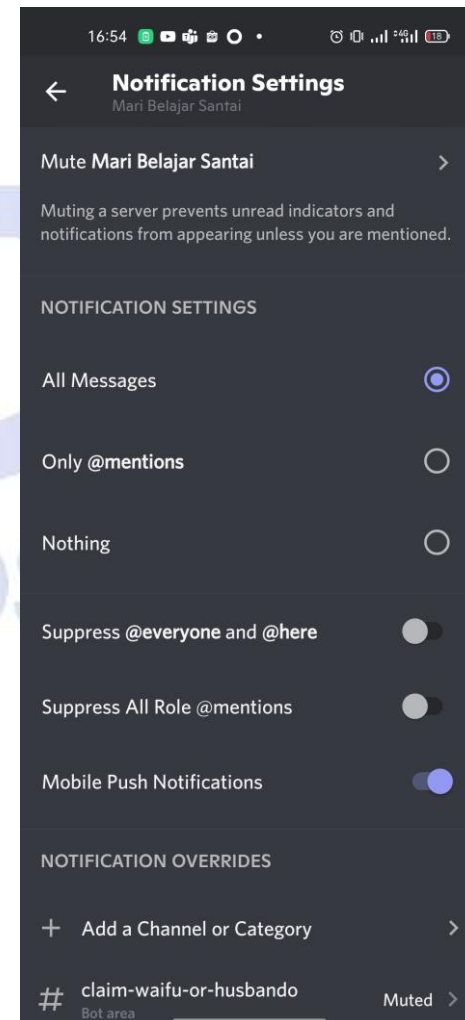 16:54
18
Notification Settings
Mari Belajar Santai
Mute Mari Belajar Santai
Muting a server prevents unread indicators and
notifications from appearing unless you are mentioned.
NOTIFICATION SETTINGS
All Messages
Only @mentions
Nothing
Suppress @everyone and @here
Suppress All Role @mentions
Mobile Push Notifications
NOTIFICATION OVERRIDES
Add a Channel or Category
claim-waifu-or-husbando
Muted
Bot area